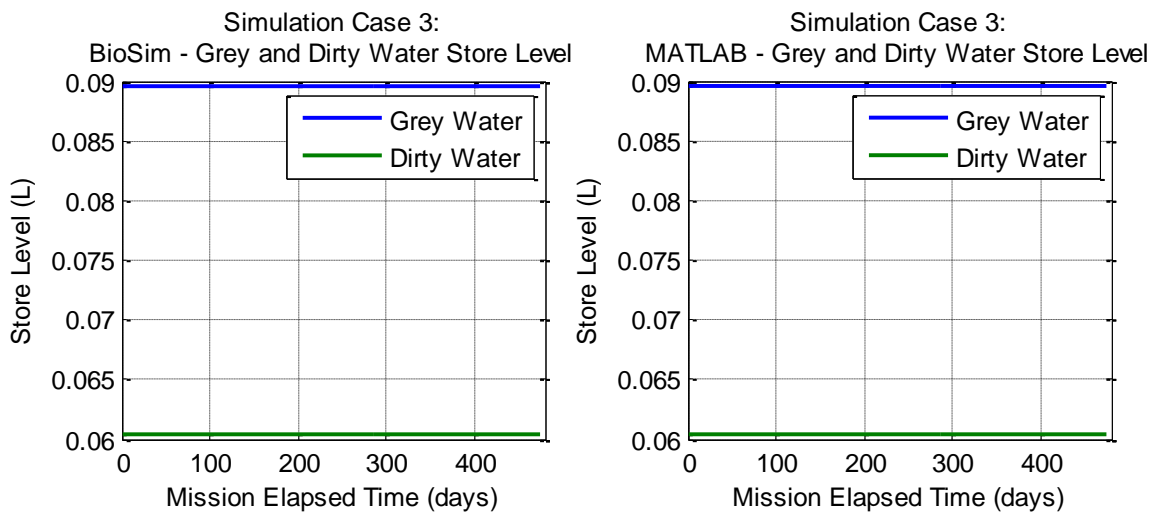 Simulation Case 3:
BioSim - Grey and Dirty Water Store Level
Store Level (L)
0.09
0.085
0.08
0.075
0.07
0.065
0.06
0 100 200 300 400
Mission Elapsed Time (days)
Grey Water
Dirty Water
Simulation Case 3:
MATLAB - Grey and Dirty Water Store Level
Store Level (L)
0.09
0.085
0.08
0.075
0.07
0.065
0.06
0 100 200 300 400
Mission Elapsed Time (days)
Grey Water
Dirty Water